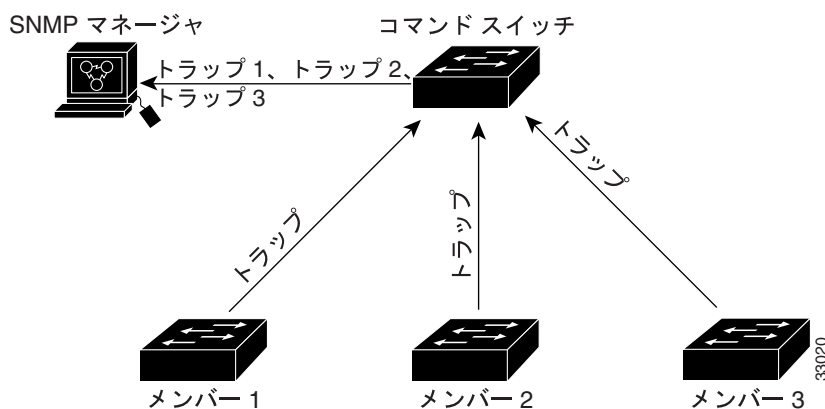 SNMP マネージャ
コマンド スイッチ
トラップ 1、トラップ 2、
トラップ 3
トラップ
トラップ
トラップ
メンバー 1
メンバー 2
メンバー 3
33020